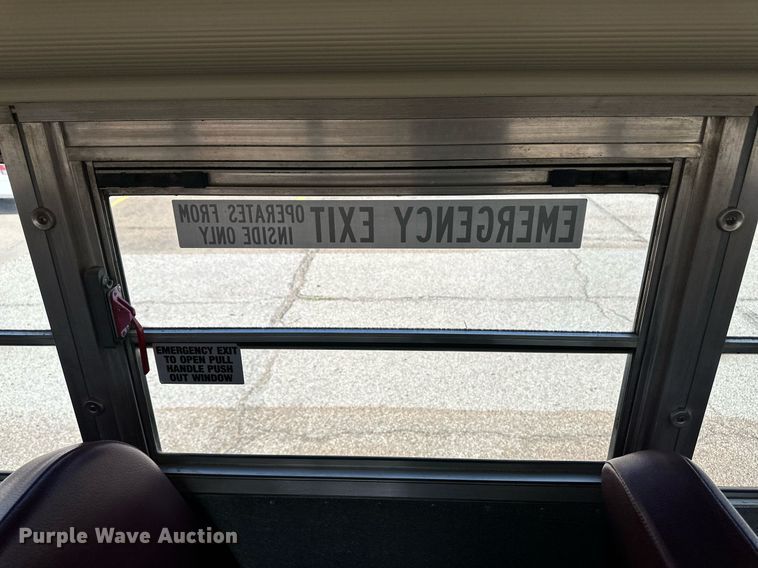 EMERGENCY EXIT OPERATES FROM
INSIDE ONLY
EMERGENCY EXIT
TO OPEN PULL
HANDLE PUSH
OUT WINDOW
Purple Wave Auction